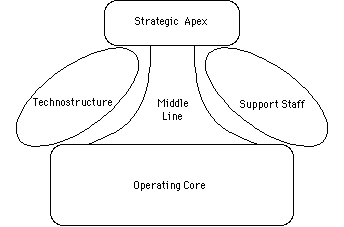 Strategic Apex
Technostructure
Middle
Line
Support Staff
Operating Core